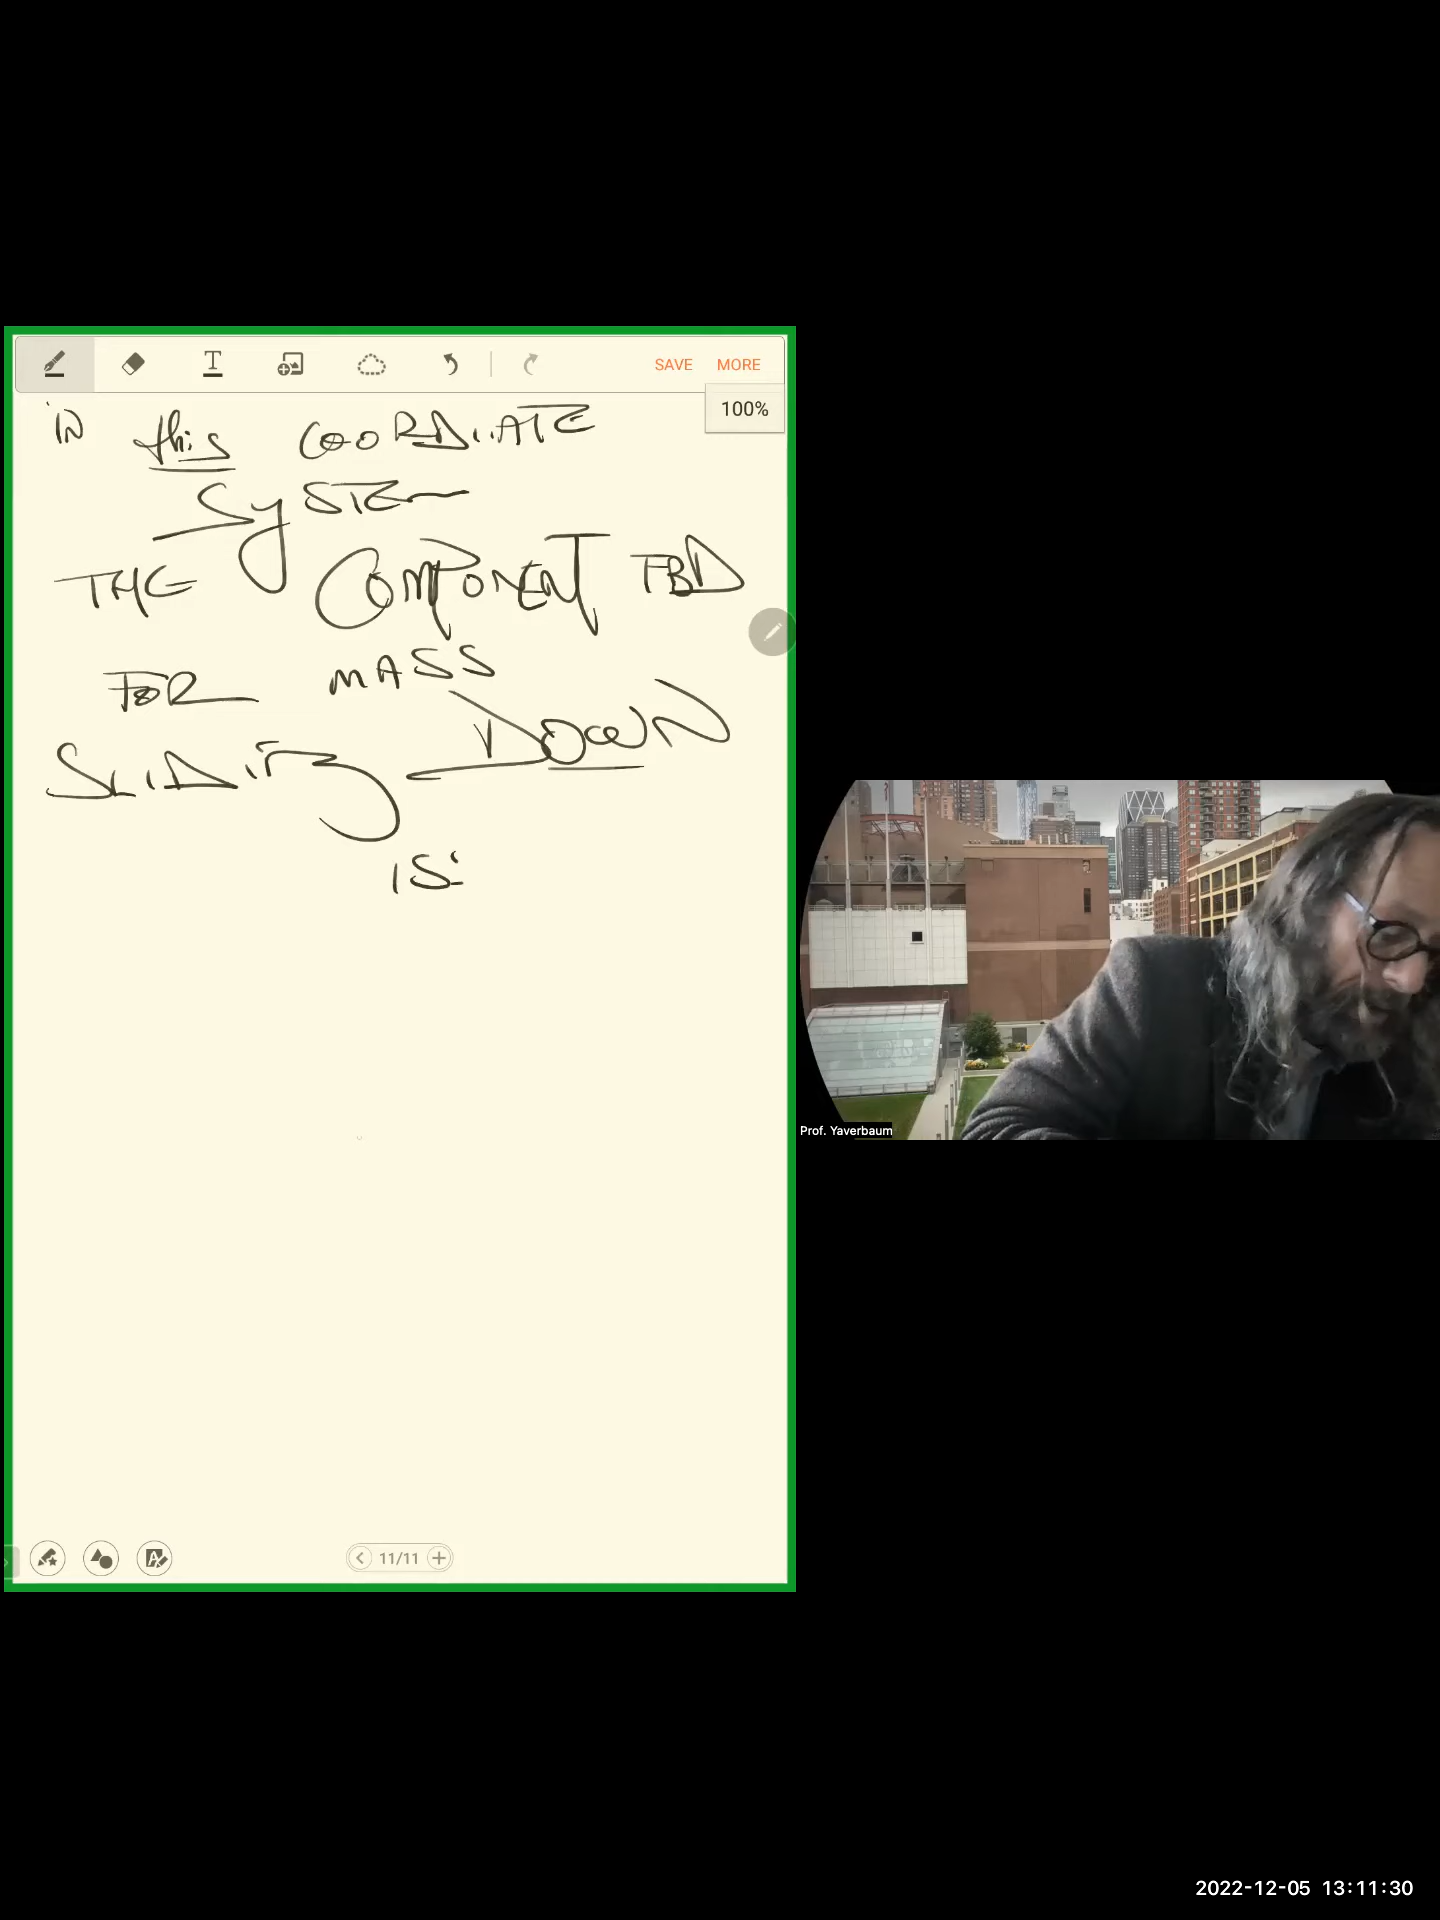 T
SAVE MORE
100%
IN this COORDIATE
SYSTEM
THE COMPONENT FBD
FOR MASS
SLIDING DOWN
IS:
Prof. Yaverbaum
11/11
2022-12-05 13:11:30